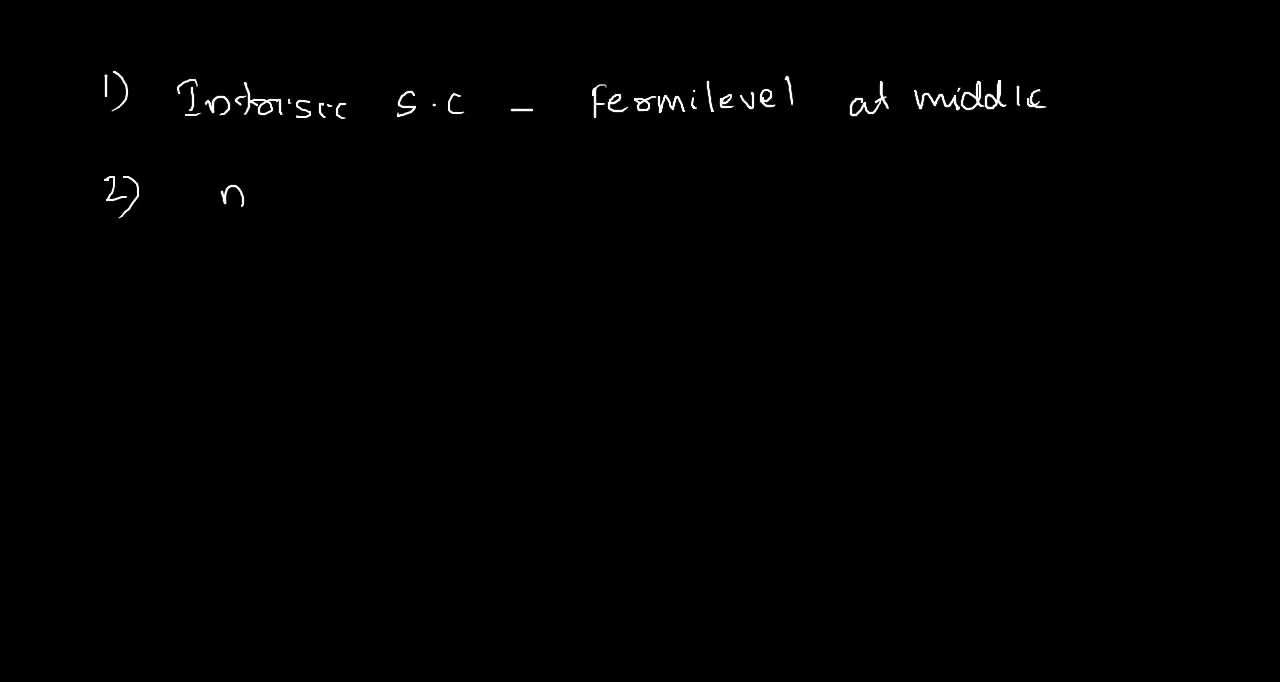 1) Intrinsic S.C - Fermilevel at middle
2) n